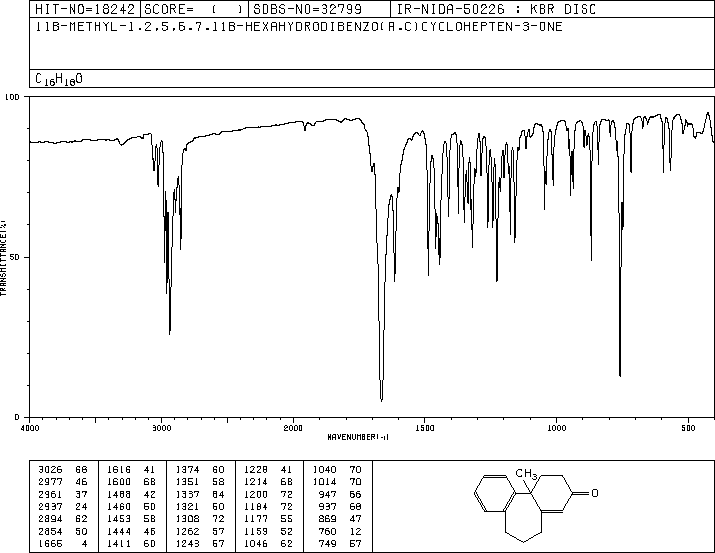 HIT-NO=18242 SCORE= ( ) SDBS-NO=32799 IR-NIDA-50226 : KBR DISC
11B-METHYL-1,2,5,6,7,11B-HEXAHYDRODIBENZO(A,C)CYCLOHEPTEN-3-ONE
C16H18O
100
50
0
TRANSMITTANCE(%)
4000 3000 2000 1500 1000 500
WAVENUMBER(-1)
3026 68 1616 41 1374 60 1228 41 1040 70
2977 46 1600 68 1351 58 1214 68 1014 70
2961 37 1488 42 1337 84 1200 72 947 66
2937 24 1460 50 1321 60 1184 72 937 68
2894 62 1453 58 1308 72 1177 55 869 47
2854 50 1444 46 1262 57 1159 52 760 12
1666 4 1411 60 1243 57 1046 62 749 57
CH3
O